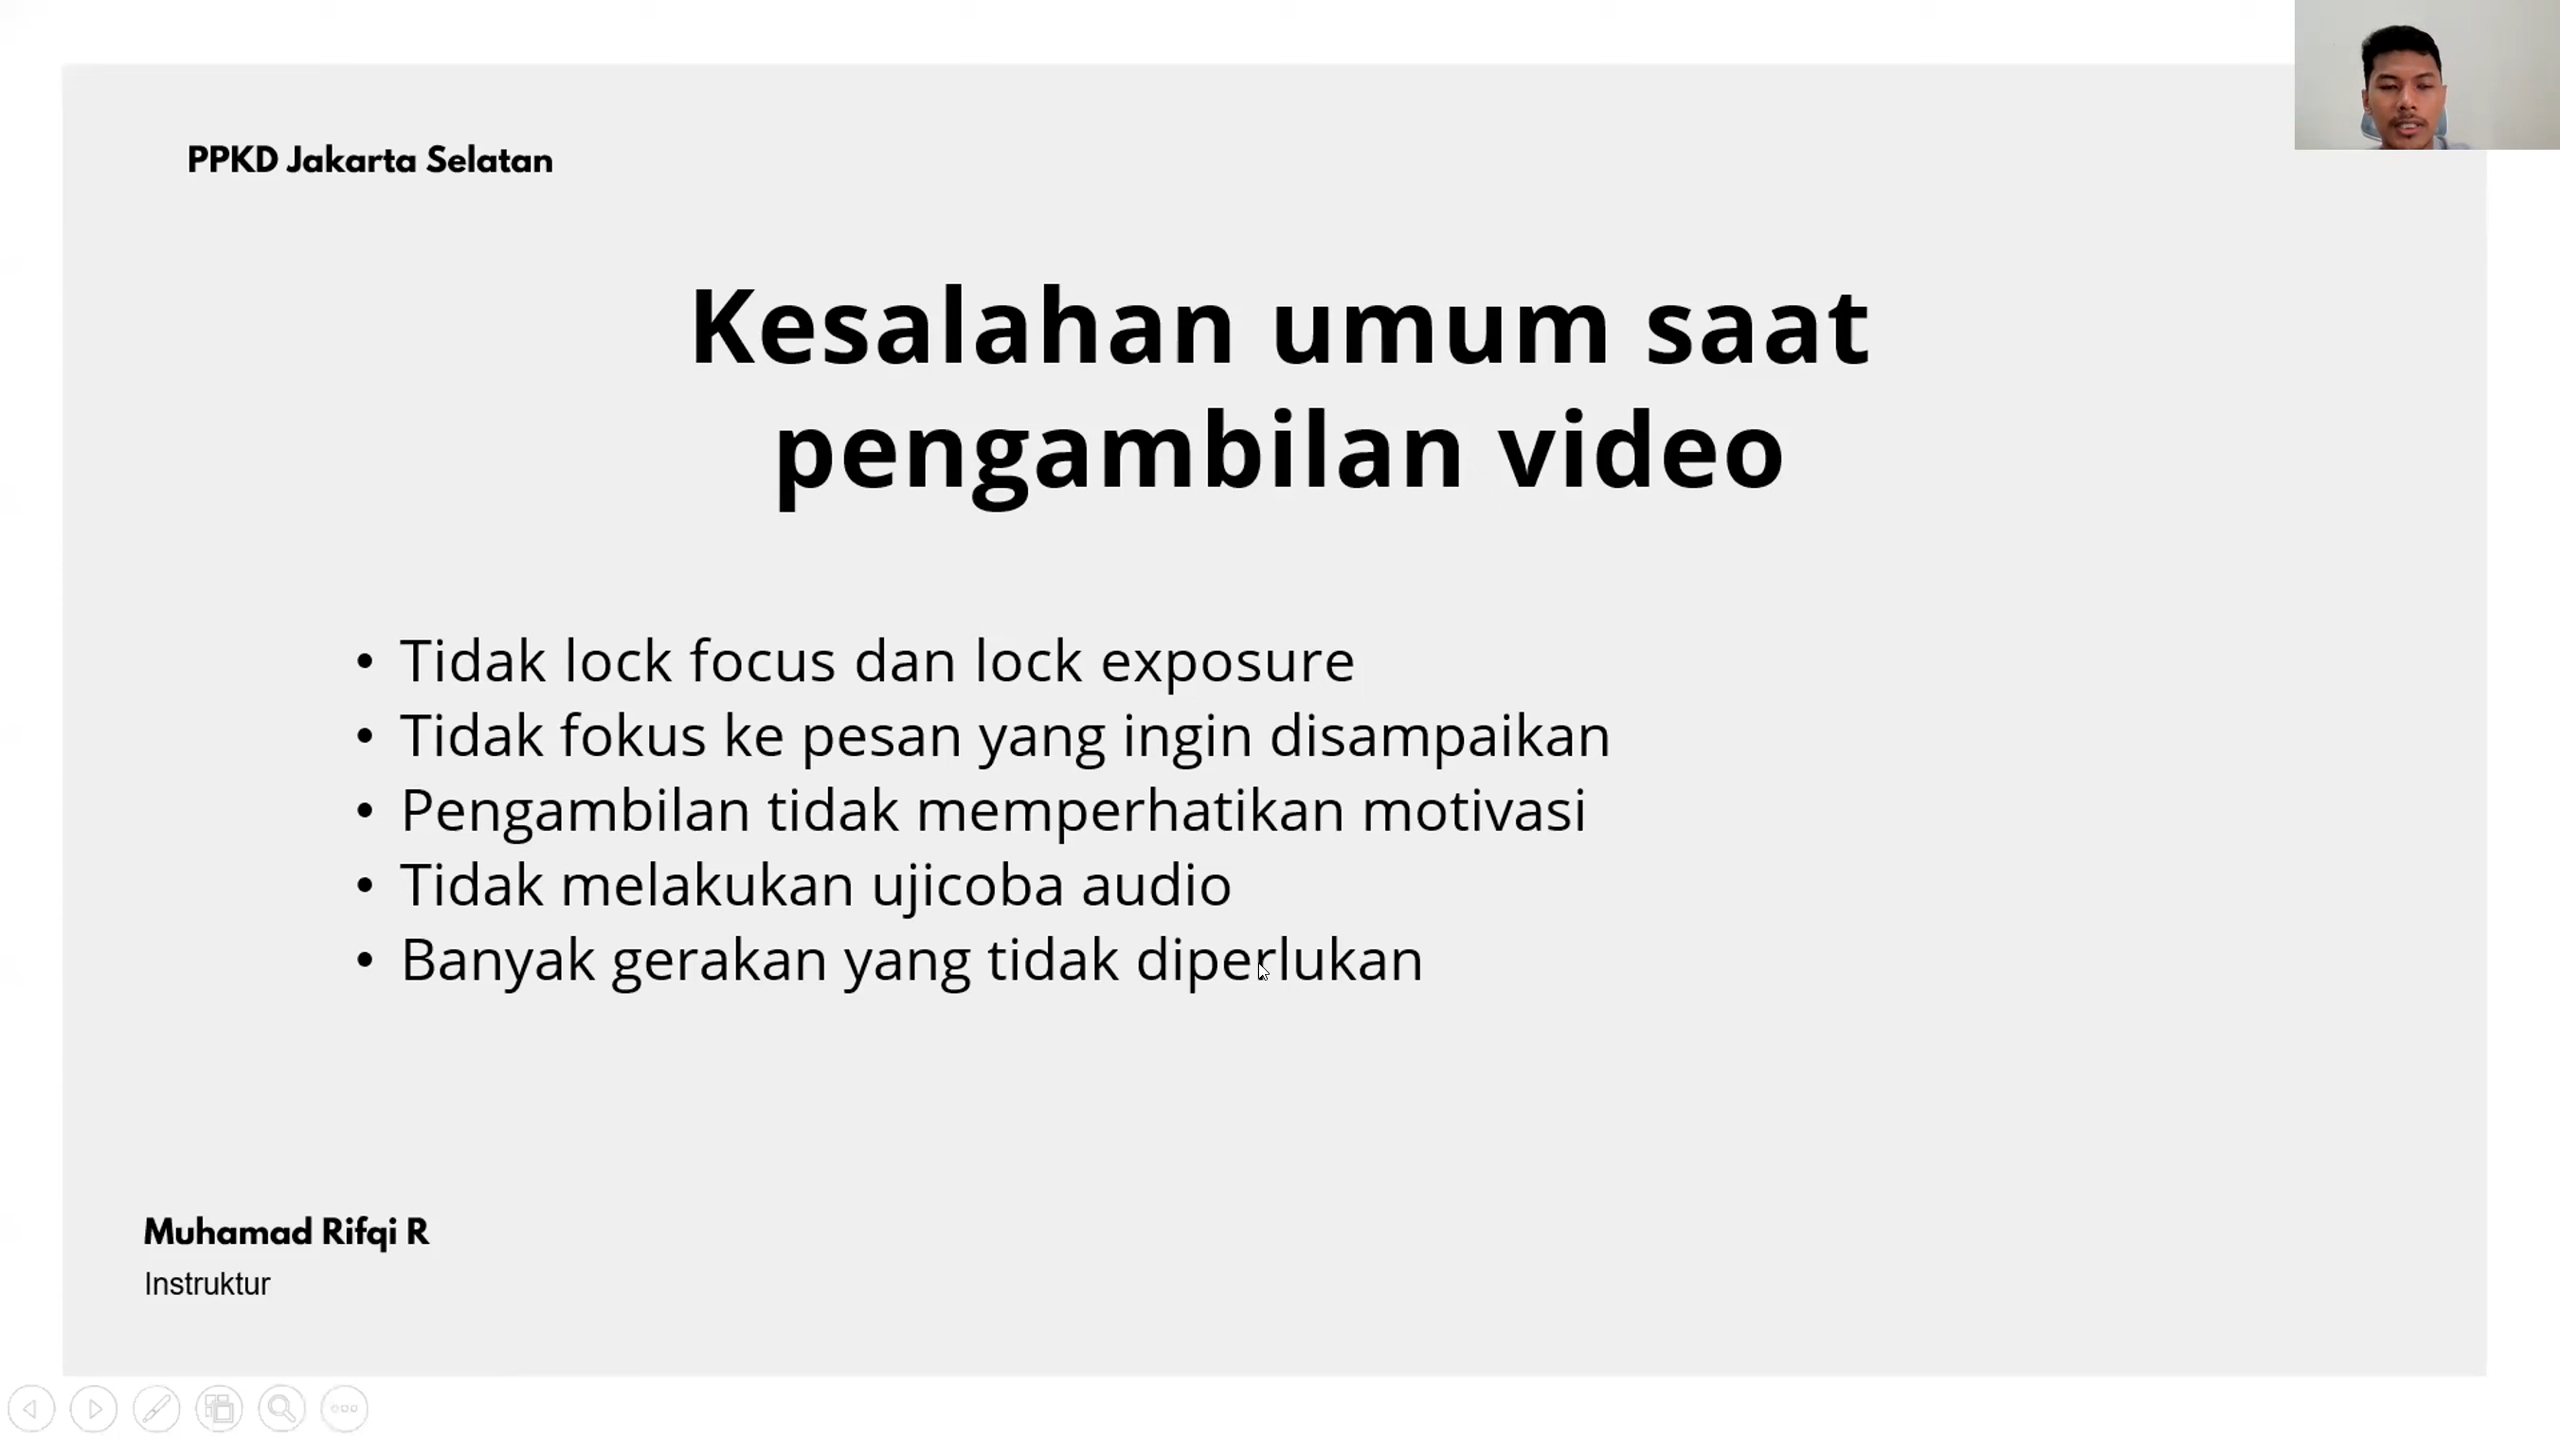 PPKD Jakarta Selatan
Kesalahan umum saat
pengambilan video
• Tidak lock focus dan lock exposure
• Tidak fokus ke pesan yang ingin disampaikan
• Pengambilan tidak memperhatikan motivasi
• Tidak melakukan ujicoba audio
• Banyak gerakan yang tidak diperlukan
Muhamad Rifqi R
Instruktur